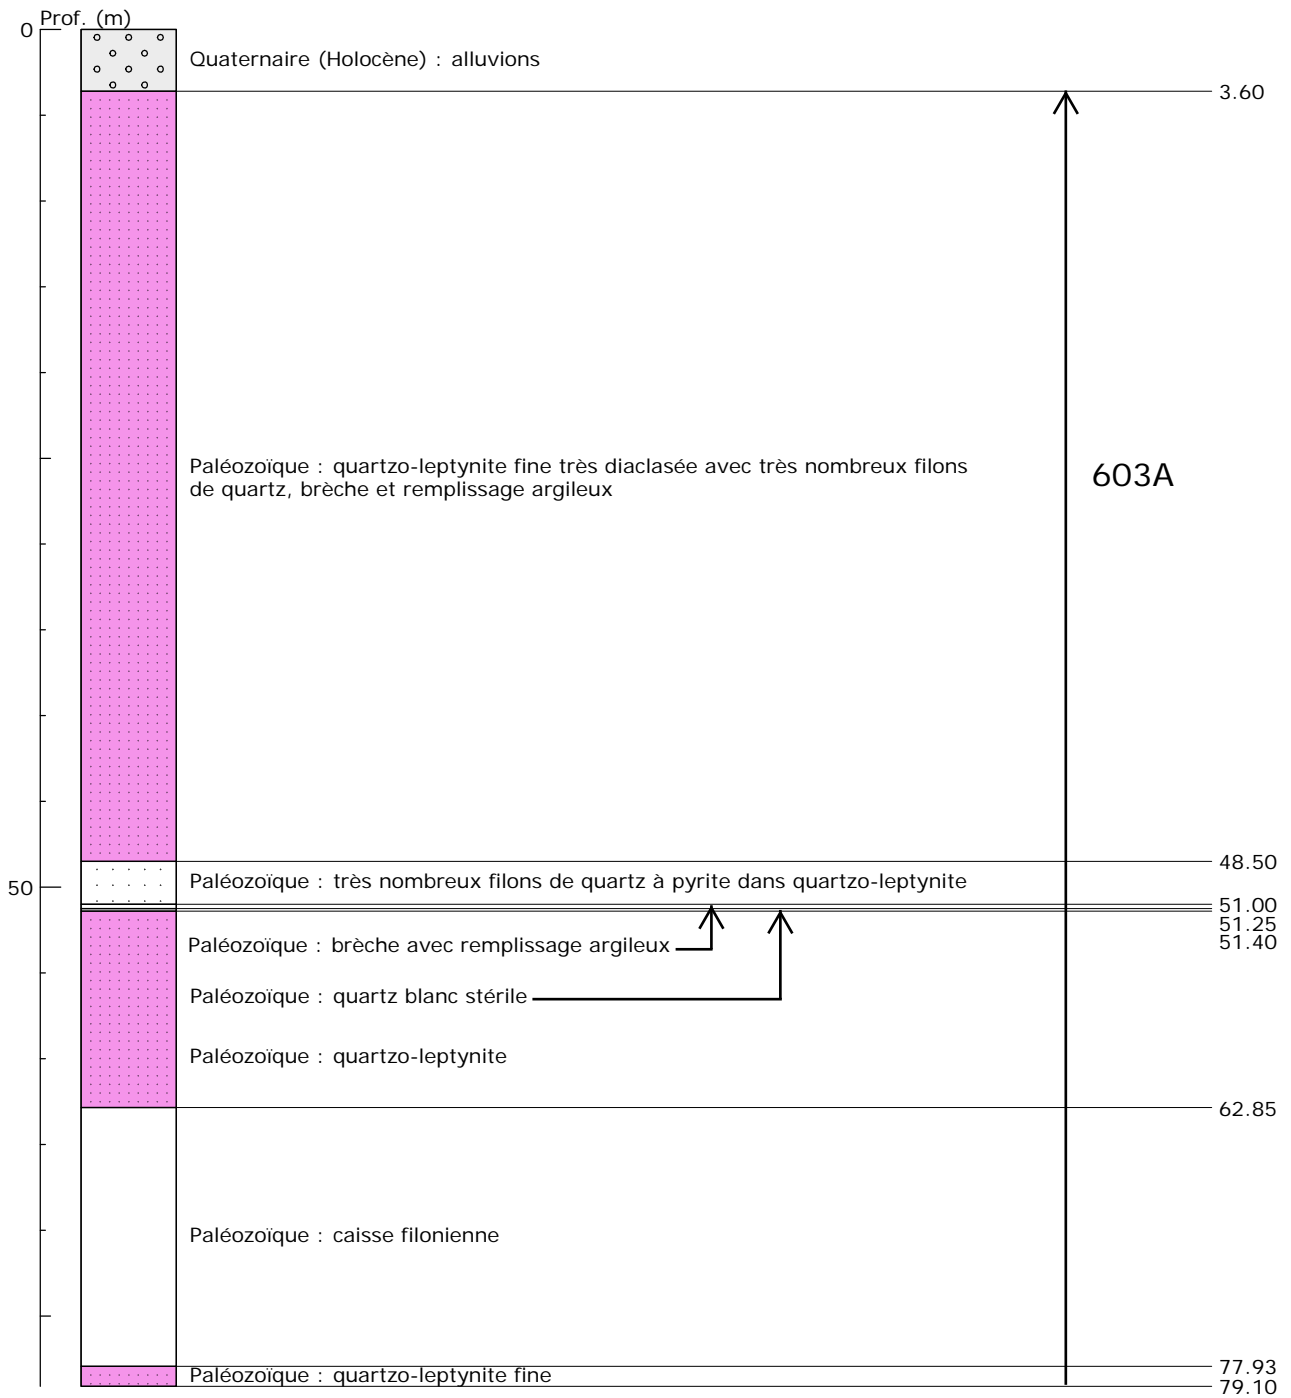 Prof. (m)
0
Quaternaire (Holocène) : alluvions
3.60
Paléozoïque : quartzo-leptynite fine très diaclasée avec très nombreux filons
de quartz, brèche et remplissage argileux
603A
48.50
50
Paléozoïque : très nombreux filons de quartz à pyrite dans quartzo-leptynite
51.00
51.25
51.40
Paléozoïque : brèche avec remplissage argileux
Paléozoïque : quartz blanc stérile
Paléozoïque : quartzo-leptynite
62.85
Paléozoïque : caisse filonienne
77.93
Paléozoïque : quartzo-leptynite fine
79.10